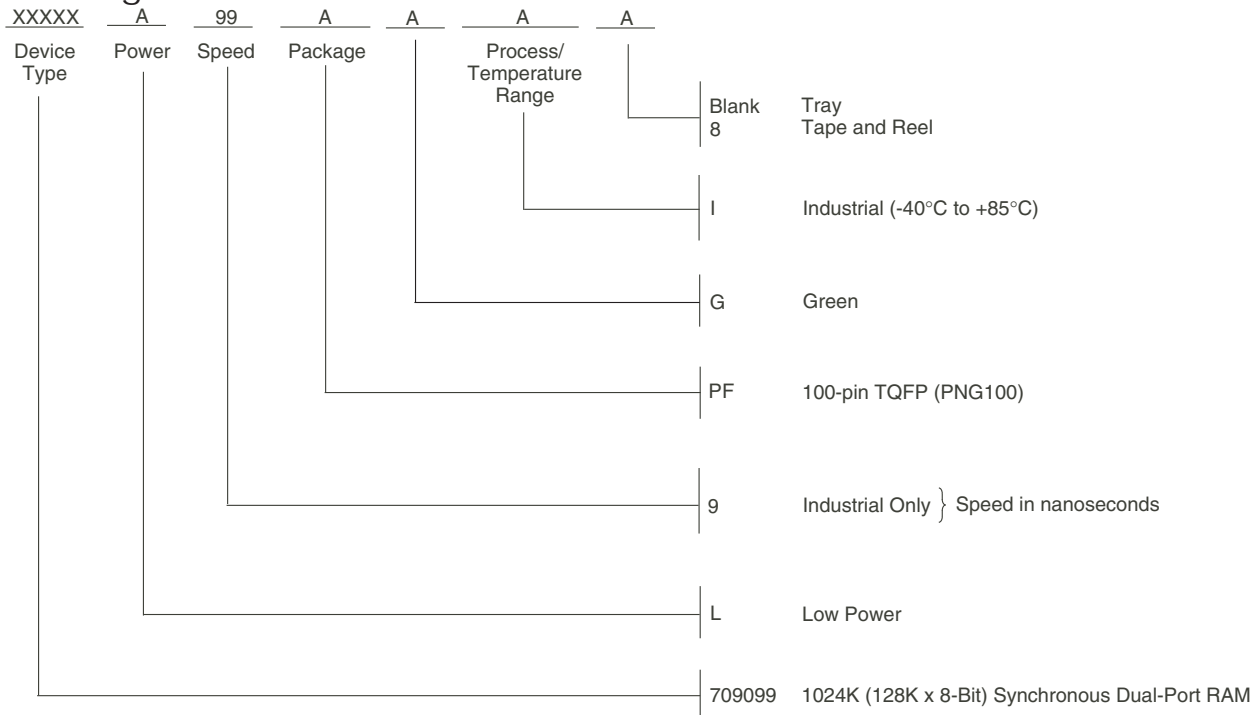 XXXXX A 99 A A A A
Device Type
Power
Speed
Package
Process/
Temperature
Range
Blank Tray
8 Tape and Reel
I Industrial (-40°C to +85°C)
G Green
PF 100-pin TQFP (PNG100)
9 Industrial Only } Speed in nanoseconds
L Low Power
709099 1024K (128K x 8-Bit) Synchronous Dual-Port RAM